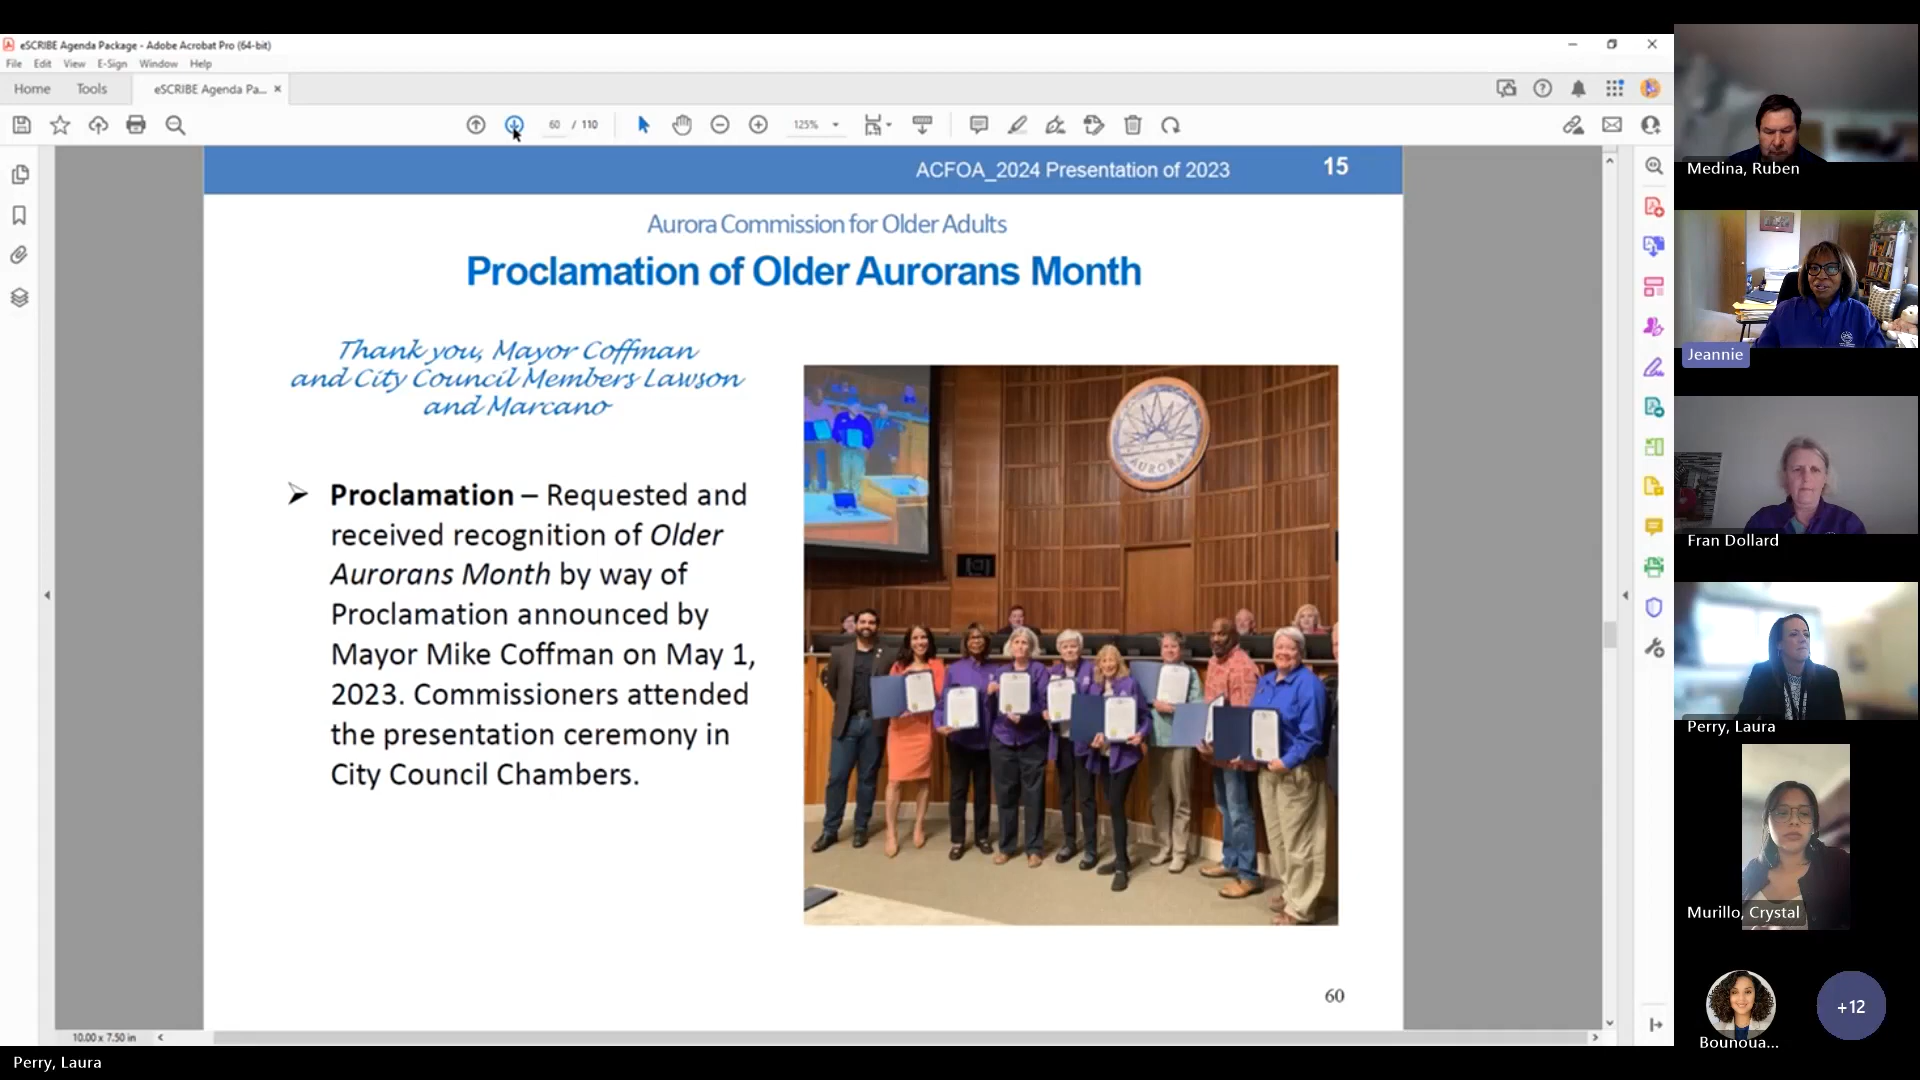 eSCRIBE Agenda Package - Adobe Acrobat Pro (64-bit)
File Edit View E-Sign Window Help
Home Tools eSCRIBE Agenda Pa... ×
60 / 110 125%
ACFOA_2024 Presentation of 2023 15
Aurora Commission for Older Adults
Proclamation of Older Aurorans Month
Thank you, Mayor Coffman
and City Council Members Lawson
and Marcano
➤ Proclamation – Requested and
received recognition of Older
Aurorans Month by way of
Proclamation announced by
Mayor Mike Coffman on May 1,
2023. Commissioners attended
the presentation ceremony in
City Council Chambers.
AURORA
60
10.00 x 7.50 in
Perry, Laura
Medina, Ruben
Jeannie
Fran Dollard
Perry, Laura
Murillo, Crystal
Bounoua...
+12